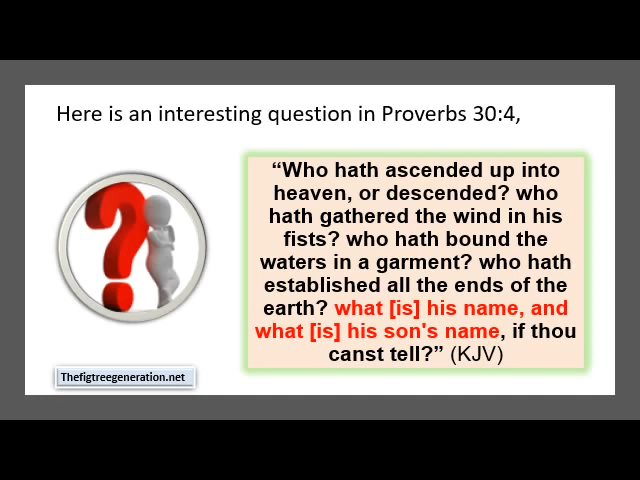 Here is an interesting question in Proverbs 30:4,
“Who hath ascended up into
heaven, or descended? who
hath gathered the wind in his
fists? who hath bound the
waters in a garment? who hath
established all the ends of the
earth? what [is] his name, and
what [is] his son's name, if thou
canst tell?” (KJV)
Thefigtreegeneration.net